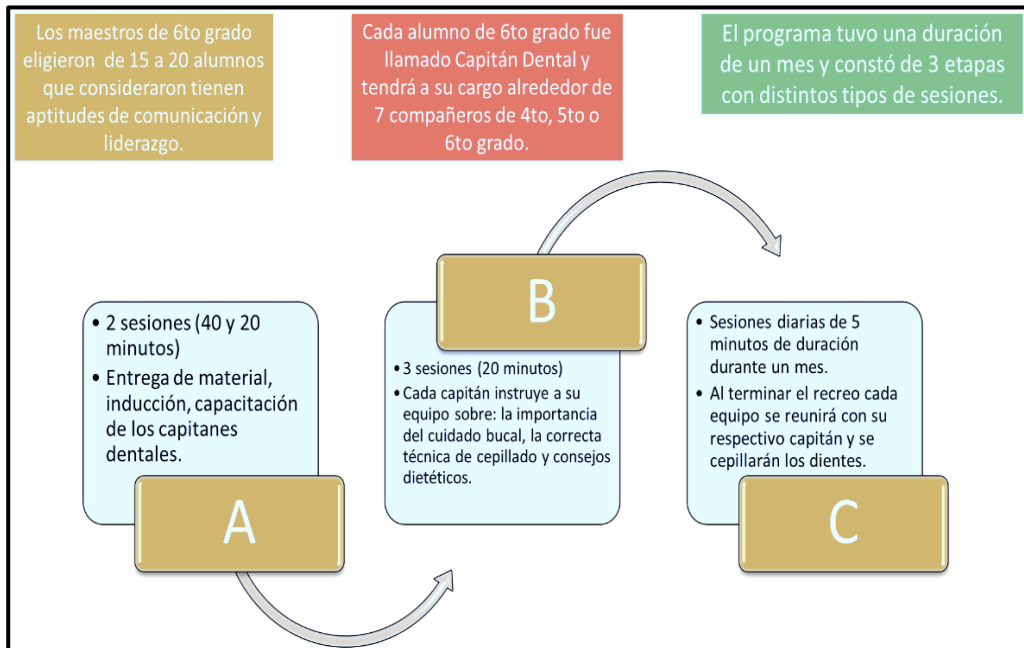 Los maestros de 6to grado
eligieron  de 15 a 20 alumnos
que consideraron tienen
aptitudes de comunicación y
liderazgo.
Cada alumno de 6to grado fue
llamado Capitán Dental y
tendrá a su cargo alrededor de
7 compañeros de 4to, 5to o
6to grado.
El programa tuvo una duración
de un mes y constó de 3 etapas
con distintos tipos de sesiones.
• 2 sesiones (40 y 20
minutos)
• Entrega de material,
inducción, capacitación
de los capitanes
dentales.
A
B
• 3 sesiones (20 minutos)
• Cada capitán instruye a su
equipo sobre: la importancia
del cuidado bucal, la correcta
técnica de cepillado y consejos
dietéticos.
• Sesiones diarias de 5
minutos de duración
durante un mes.
• Al terminar el recreo cada
equipo se reunirá con su
respectivo capitán y se
cepillarán los dientes.
C